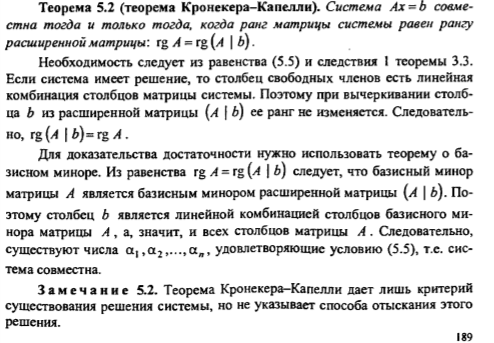 Теорема 5.2 (теорема Кронекера–Капелли). Система Ax = b совме-
стна тогда и только тогда, когда ранг матрицы системы равен рангу
расширенной матрицы: rg A = rg (A | b).
Необходимость следует из равенства (5.5) и следствия 1 теоремы 3.3.
Если система имеет решение, то столбец свободных членов есть линейная
комбинация столбцов матрицы системы. Поэтому при вычеркивании столб-
ца b из расширенной матрицы (A | b) ее ранг не изменяется. Следователь-
но, rg (A | b) = rg A .
Для доказательства достаточности нужно использовать теорему о ба-
зисном миноре. Из равенства rg A = rg (A | b) следует, что базисный минор
матрицы A является базисным минором расширенной матрицы (A | b). По-
этому столбец b является линейной комбинацией столбцов базисного ми-
нора матрицы A , а, значит, и всех столбцов матрицы A . Следовательно,
существуют числа α₁,α₂,...,αₙ, удовлетворяющие условию (5.5), т.е. сис-
тема совместна.
Замечание 5.2. Теорема Кронекера–Капелли дает лишь критерий
существования решения системы, но не указывает способа отыскания этого
решения.
189